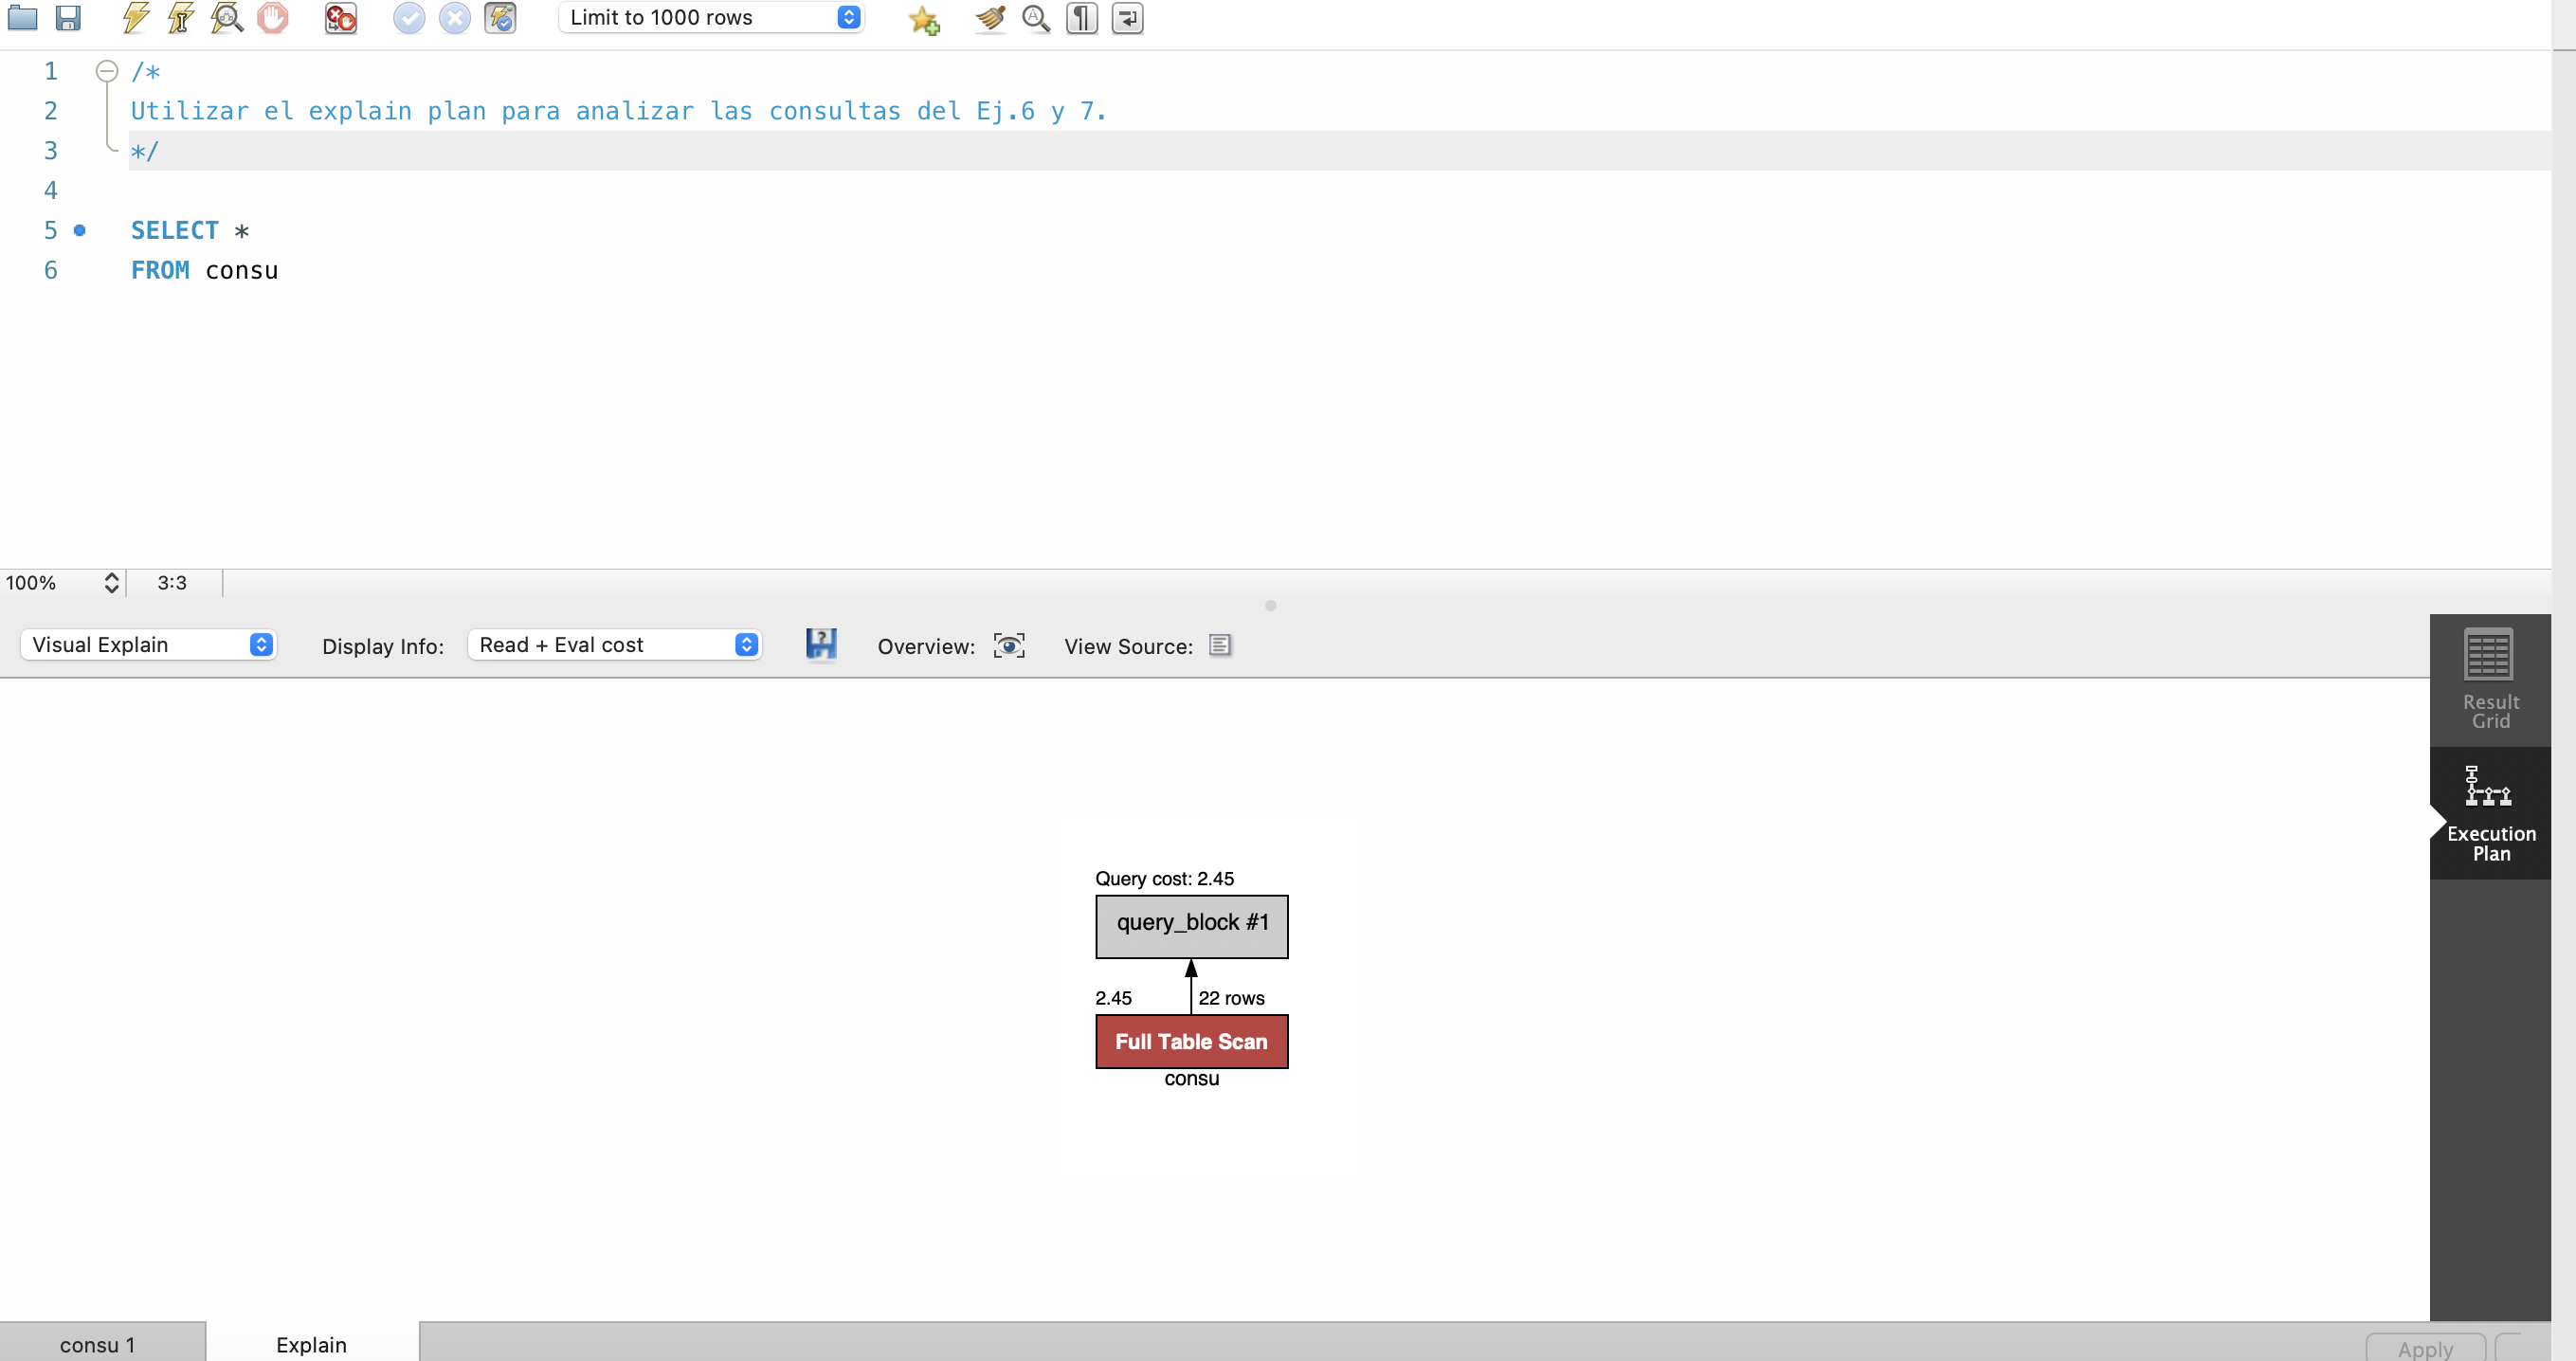 Limit to 1000 rows
1 /*
2 Utilizar el explain plan para analizar las consultas del Ej.6 y 7.
3 */
4
5 SELECT *
6 FROM consu
100% 3:3
Visual Explain Display Info: Read + Eval cost Overview: View Source:
Result
Grid
Execution
Plan
Query cost: 2.45
query_block #1
2.45 22 rows
Full Table Scan
consu
consu 1 Explain Apply